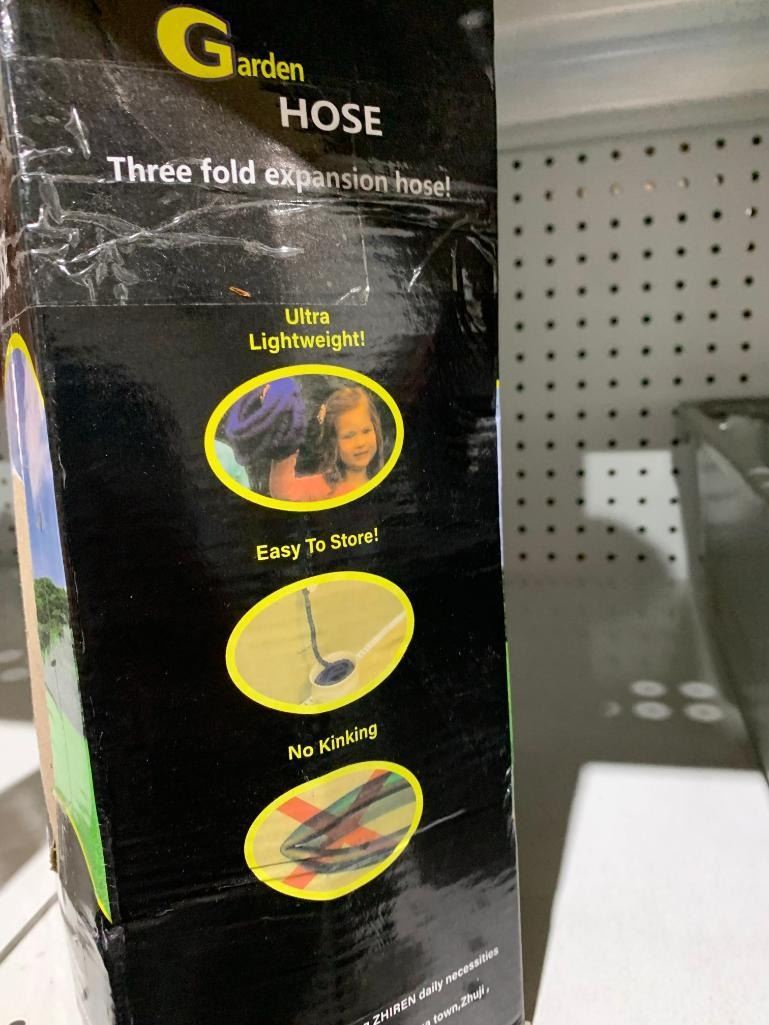 Garden
HOSE
Three fold expansion hose!
Ultra
Lightweight!
Easy To Store!
No Kinking
ZHIREN daily necessities
town,Zhuji,